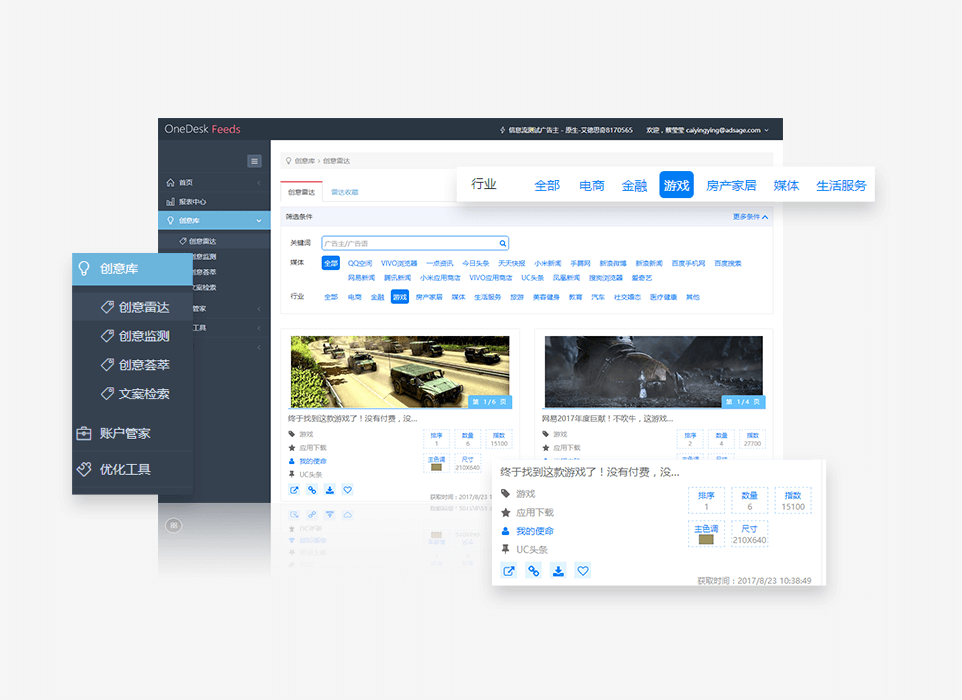 OneDesk Feeds
信息流测试广告主 - 原生-艾德思奇8170565 欢迎, 蔡莹莹 caiyingying@adsage.com
创意库 > 创意雷达
首页
报表中心
创意库
创意雷达
创意监测
创意荟萃
文案检索
管家
工具
创意雷达 雷达收藏
行业 全部 电商 金融 游戏 房产家居 媒体 生活服务
筛选条件 更多条件
关键词 广告主/广告语
媒体 全部 QQ空间 VIVO浏览器 一点资讯 今日头条 天天快报 小米新闻 手腾网 新浪微博 新浪新闻 百度手机网 百度搜索
网易新闻 腾讯新闻 小米应用商店 VIVO应用商店 UC头条 凤凰新闻 搜狗浏览器 爱奇艺
行业 全部 电商 金融 游戏 房产家居 媒体 生活服务 旅游 美容健身 教育 汽车 社交婚恋 医疗健康 其他
创意库
创意雷达
创意监测
创意荟萃
文案检索
账户管家
优化工具
第 1/6 页
终于找到这款游戏了！没有付费，没...
游戏
应用下载
我的使命
UC头条
排序 数量 指数
1 6 15100
主色调 尺寸
210X640
获取时间：2017/8/23 1
第 1/4 页
网易2017年度巨献！不吹牛，这游戏...
游戏
应用下载
排序 数量 指数
2 4 27700
终于找到这款游戏了！没有付费，没...
游戏
应用下载
我的使命
UC头条
排序 数量 指数
1 6 15100
主色调 尺寸
210X640
获取时间：2017/8/23 10:38:49